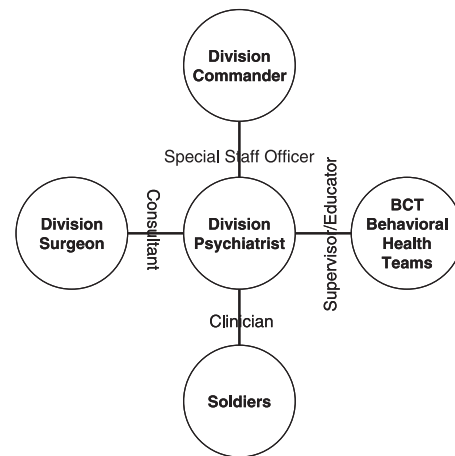 Division
Commander
Special Staff Officer
Division
Surgeon
Consultant
Division
Psychiatrist
Supervisor/Educator
BCT
Behavioral
Health
Teams
Clinician
Soldiers